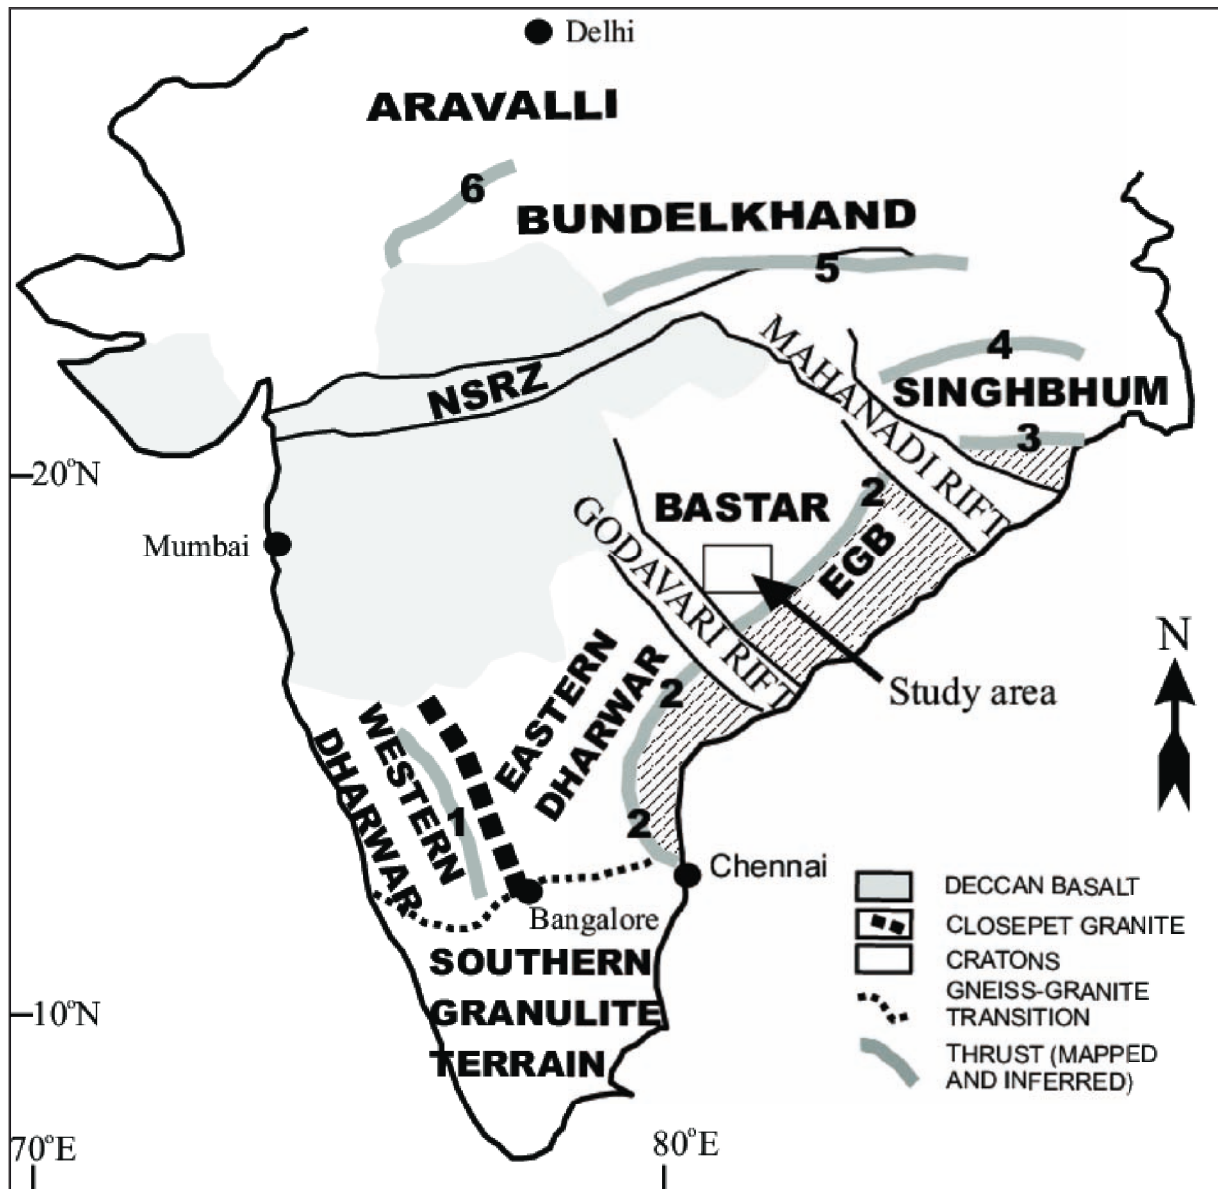 Delhi
ARAVALLI
6
BUNDELKHAND
5
MAHANADI RIFT
4
NSRZ
SINGHBHUM
3
20°N
BASTAR
2
GODAVARI RIFT
EGB
Mumbai
N
Study area
EASTERN
DHARWAR
2
WESTERN
DHARWAR
1
2
Chennai
Bangalore
DECCAN BASALT
CLOSEPET GRANITE
CRATONS
GNEISS-GRANITE
TRANSITION
THRUST (MAPPED
AND INFERRED)
SOUTHERN
GRANULITE
TERRAIN
10°N
70°E
80°E